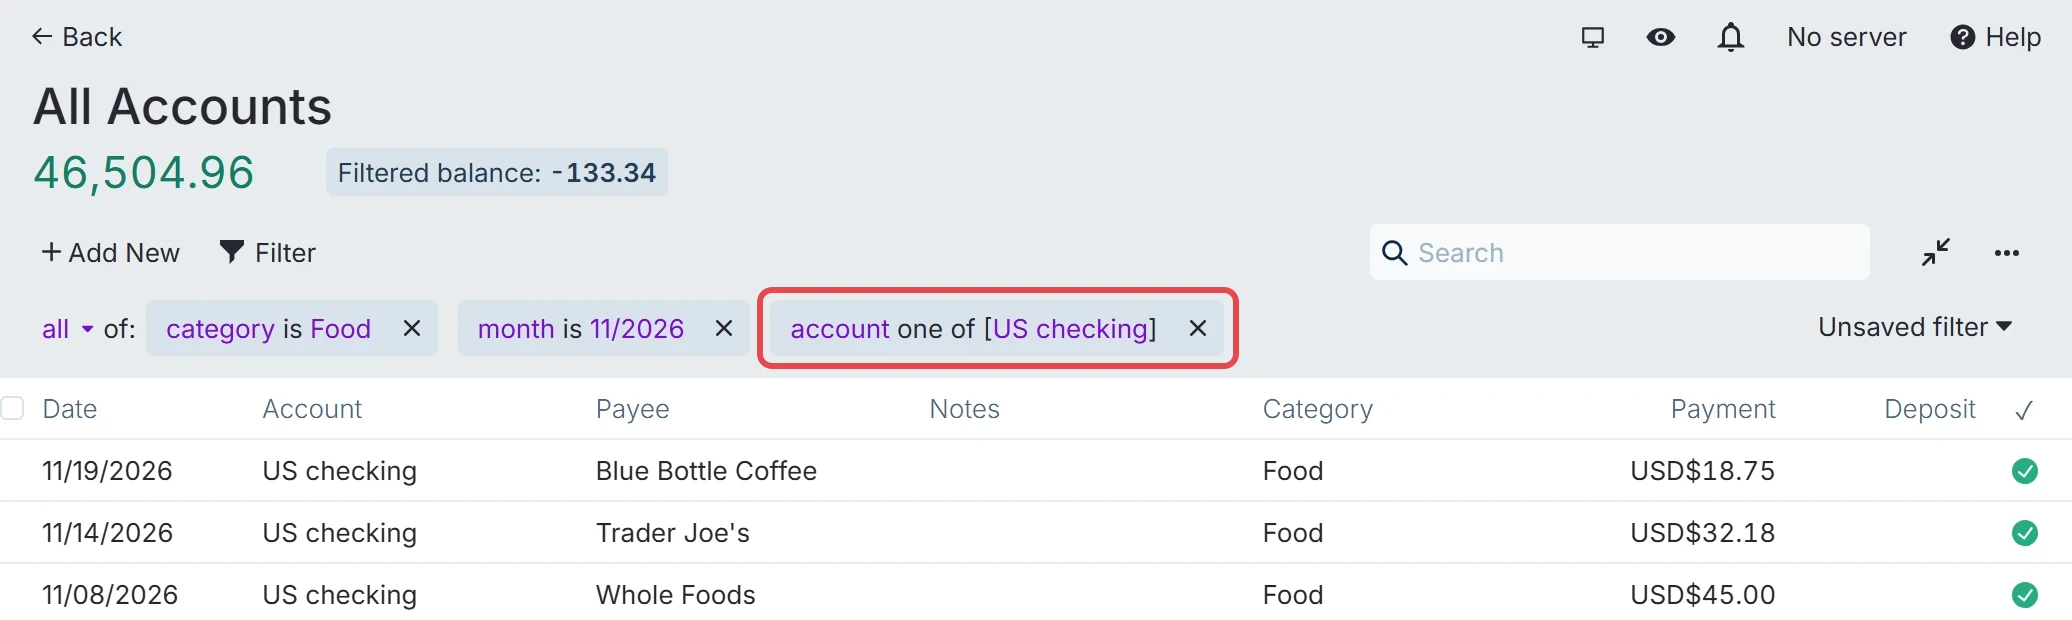 ← Back No server Help
All Accounts
46,504.96 Filtered balance: -133.34
+ Add New Filter Search
all of: category is Food × month is 11/2026 × account one of [US checking] × Unsaved filter
Date Account Payee Notes Category Payment Deposit ✓
11/19/2026 US checking Blue Bottle Coffee Food USD$18.75
11/14/2026 US checking Trader Joe's Food USD$32.18
11/08/2026 US checking Whole Foods Food USD$45.00